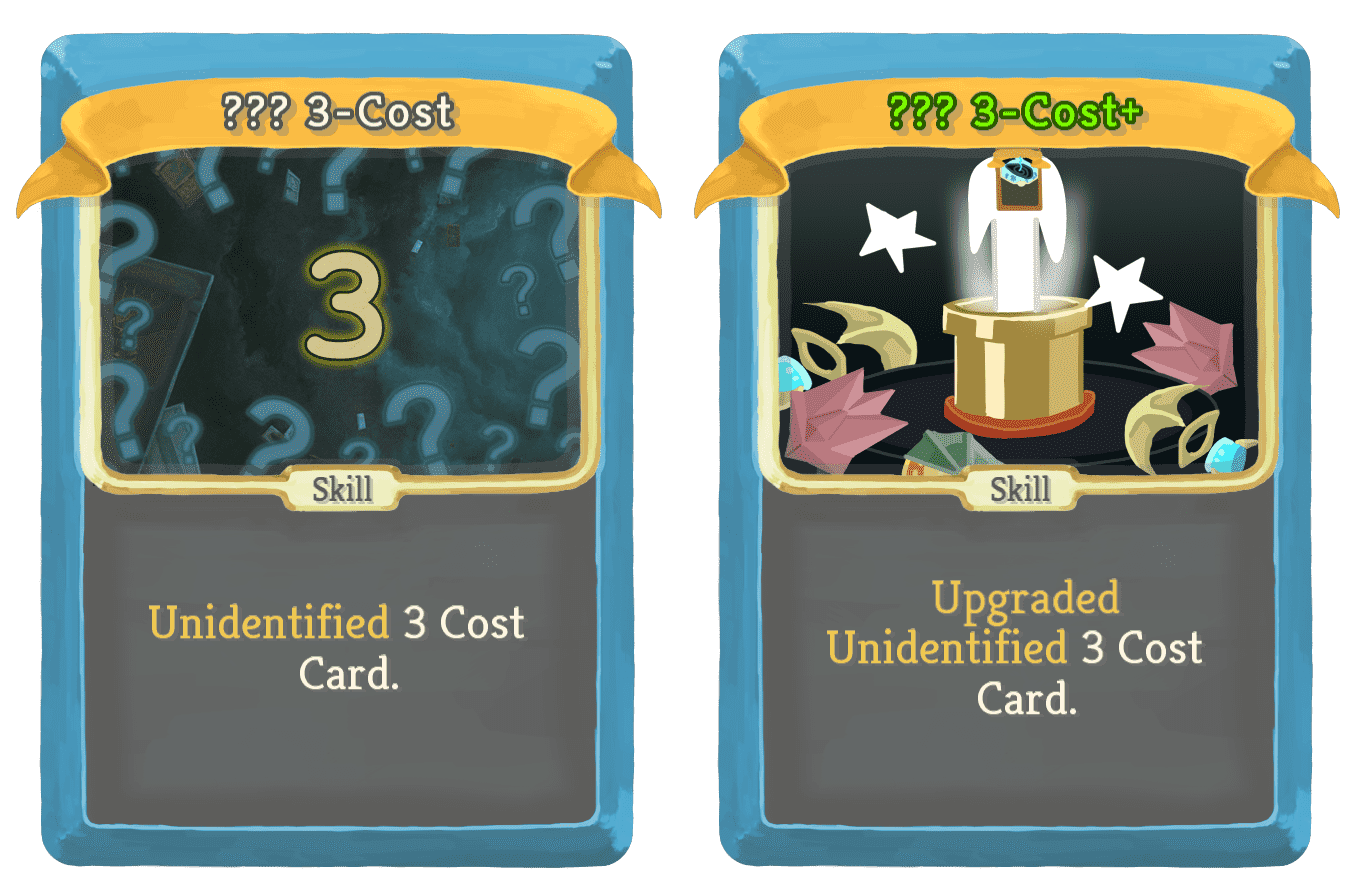 ??? 3-Cost
3
Skill
Unidentified 3 Cost
Card.
??? 3-Cost+
Skill
Upgraded
Unidentified 3 Cost
Card.